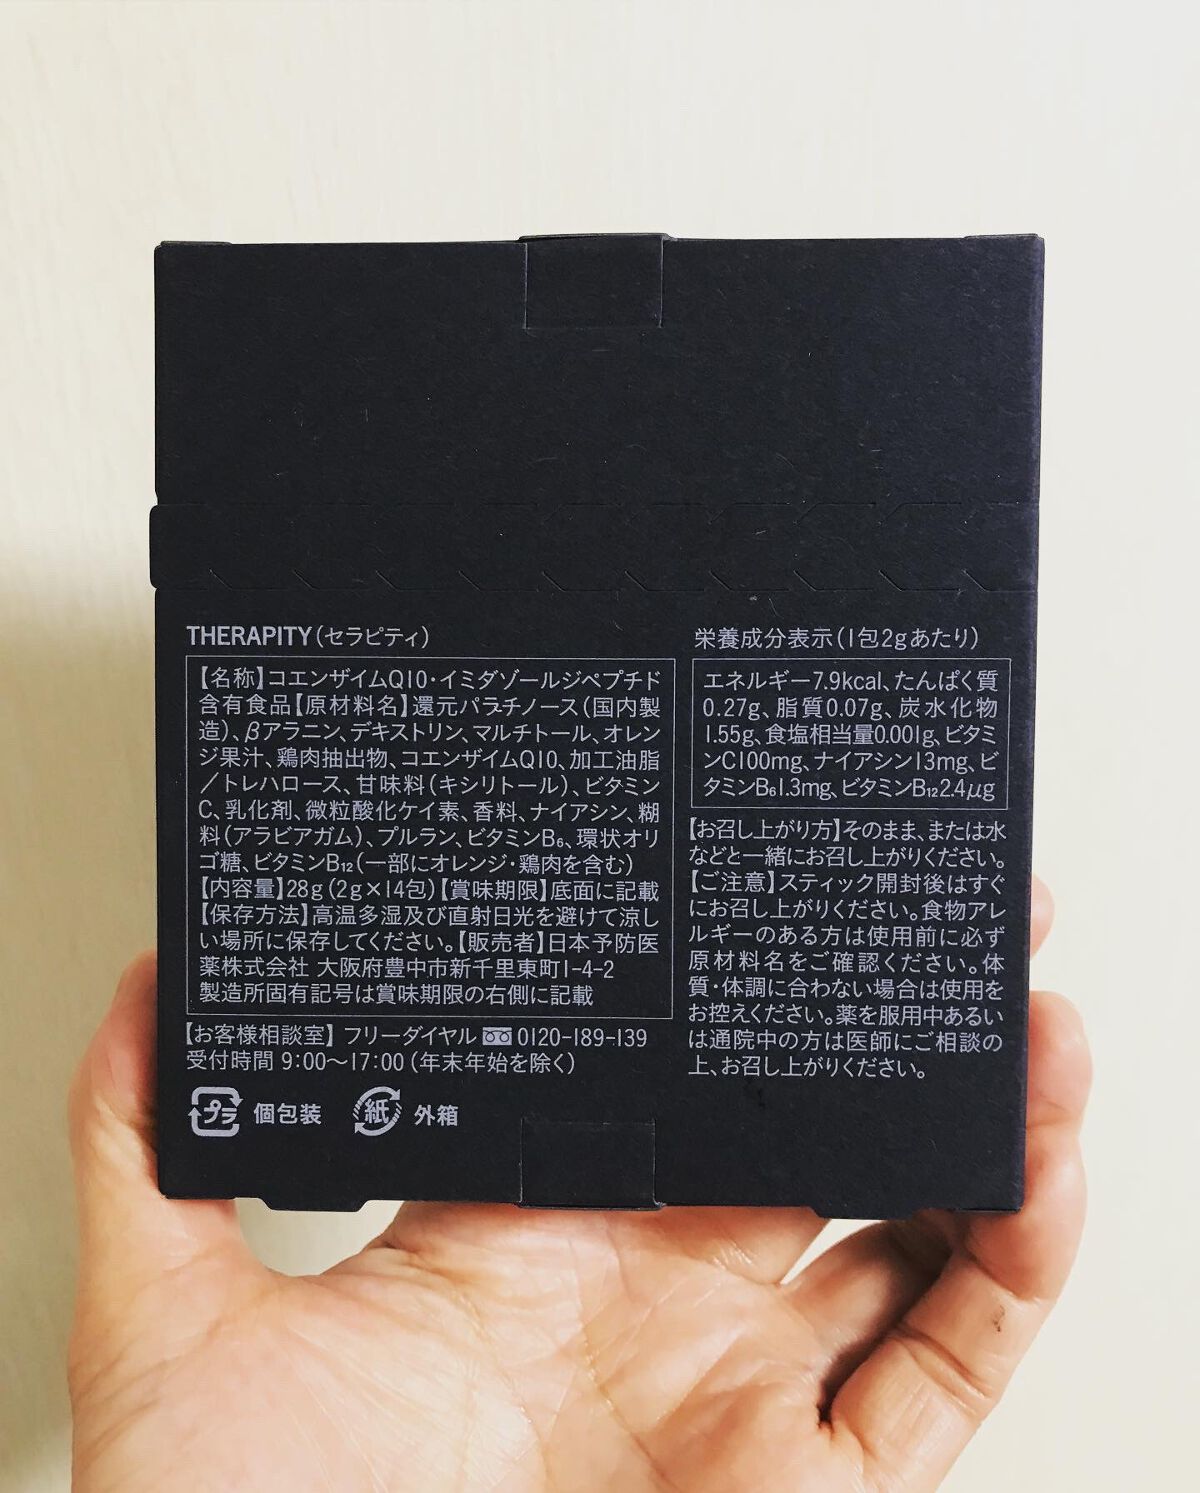 THERAPITY(セラピティ)
【名称】コエンザイムQ10・イミダゾールジペプチド
含有食品【原材料名】還元パラチノース(国内製
造)、βアラニン、デキストリン、マルチトール、オレン
ジ果汁、鶏肉抽出物、コエンザイムQ10、加工油脂
/トレハロース、甘味料(キシリトール)、ビタミン
C、乳化剤、微粒酸化ケイ素、香料、ナイアシン、糊
料(アラビアガム)、プルラン、ビタミンB₆、環状オリ
ゴ糖、ビタミンB₁₂(一部にオレンジ・鶏肉を含む)
【内容量】28g(2g×14包)【賞味期限】底面に記載
【保存方法】高温多湿及び直射日光を避けて涼し
い場所に保存してください。【販売者】日本予防医
薬株式会社 大阪府豊中市新千里東町1-4-2
製造所固有記号は賞味期限の右側に記載
【お客様相談室】フリーダイヤル 0120-189-139
受付時間 9:00〜17:00(年末年始を除く)
プラ 個包装 紙 外箱
栄養成分表示(1包2gあたり)
エネルギー7.9kcal、たんぱく質
0.27g、脂質0.07g、炭水化物
1.55g、食塩相当量0.001g、ビタミ
ンC100mg、ナイアシン13mg、ビ
タミンB₆1.3mg、ビタミンB₁₂2.4μg
【お召し上がり方】そのまま、または水
などと一緒にお召し上がりください。
【ご注意】スティック開封後はすぐ
にお召し上がりください。食物アレ
ルギーのある方は使用前に必ず
原材料名をご確認ください。体
質・体調に合わない場合は使用を
お控えください。薬を服用中あるい
は通院中の方は医師にご相談の
上、お召し上がりください。